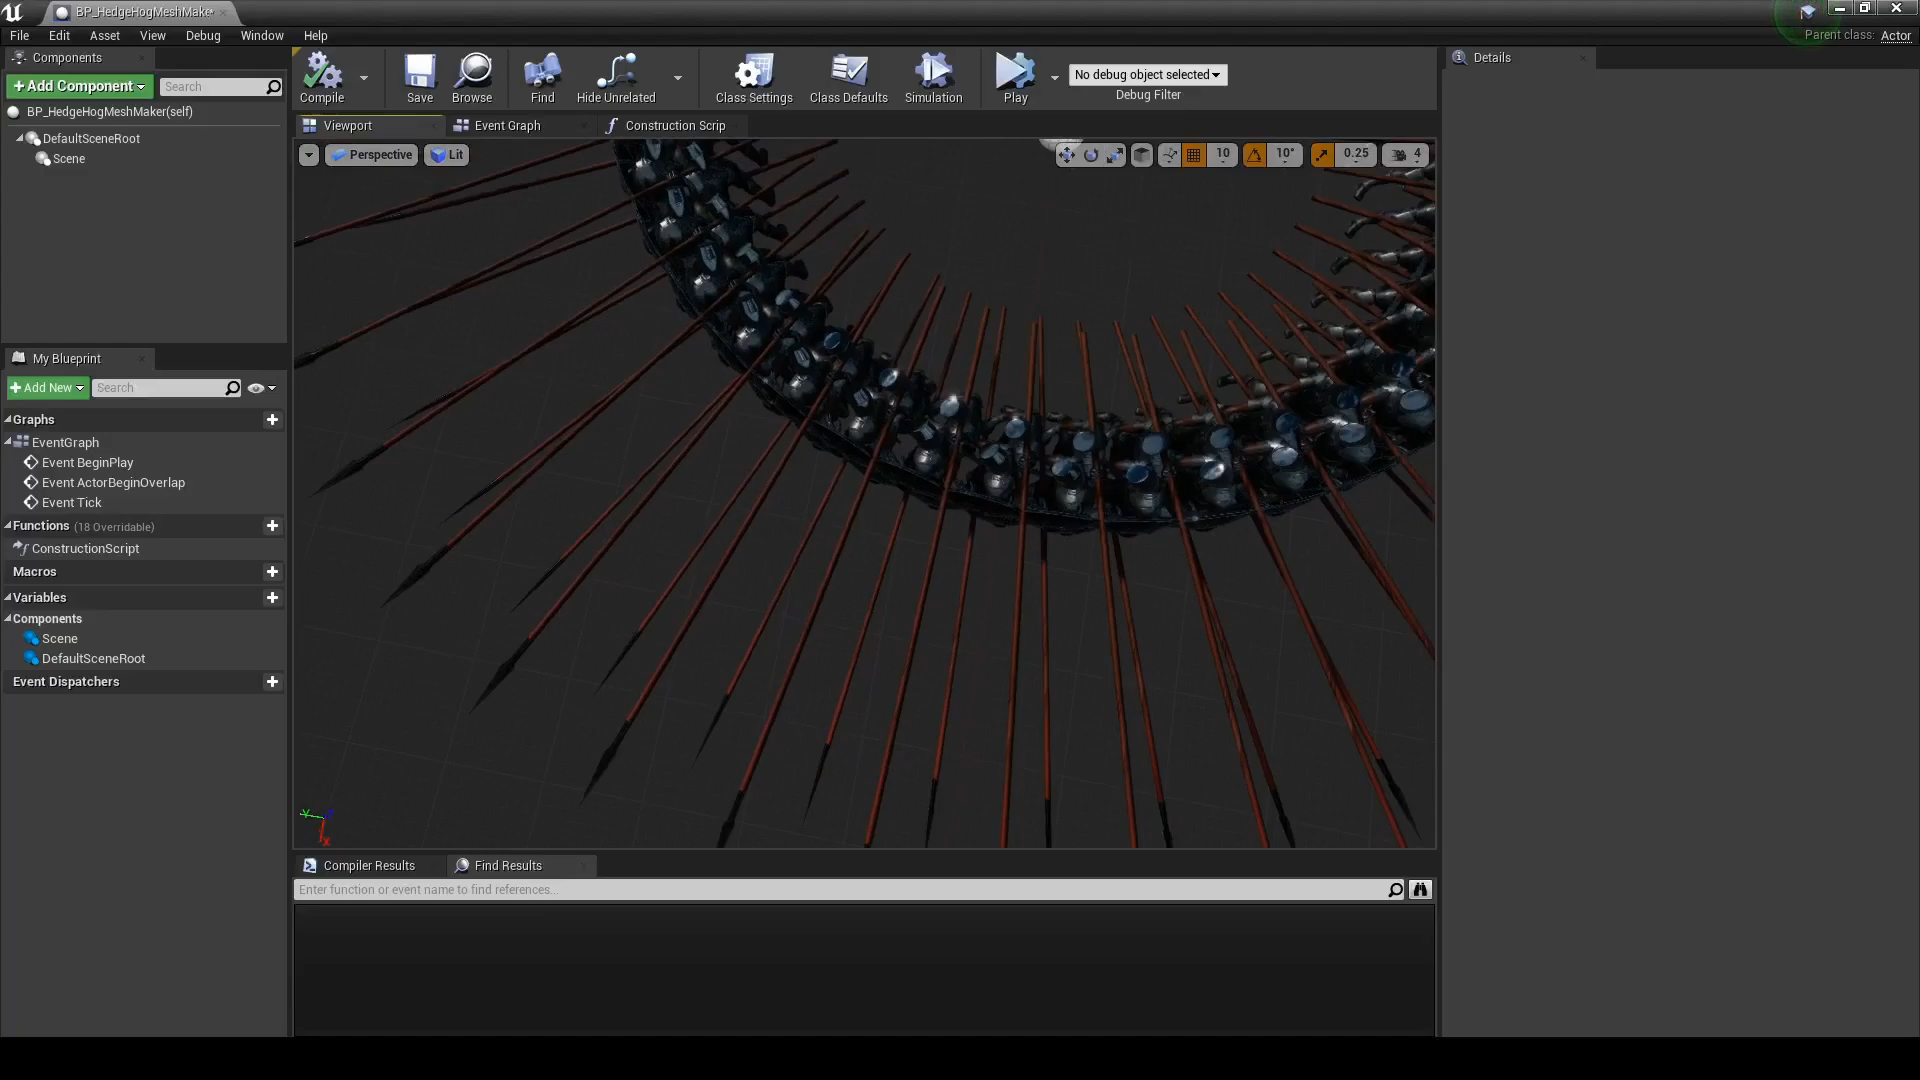 BP_HedgeHogMeshMake*
File Edit Asset View Debug Window Help
Parent class: Actor
Components
+ Add Component
Search
BP_HedgeHogMeshMaker(self)
DefaultSceneRoot
Scene
Compile
Save
Browse
Find
Hide Unrelated
Class Settings
Class Defaults
Simulation
Play
No debug object selected
Debug Filter
Details
Viewport
Event Graph
Construction Scrip
Perspective
Lit
10
10°
0.25
4
My Blueprint
+ Add New
Search
Graphs
EventGraph
Event BeginPlay
Event ActorBeginOverlap
Event Tick
Functions (18 Overridable)
ConstructionScript
Macros
Variables
Components
Scene
DefaultSceneRoot
Event Dispatchers
Y
X
Compiler Results
Find Results
Enter function or event name to find references...